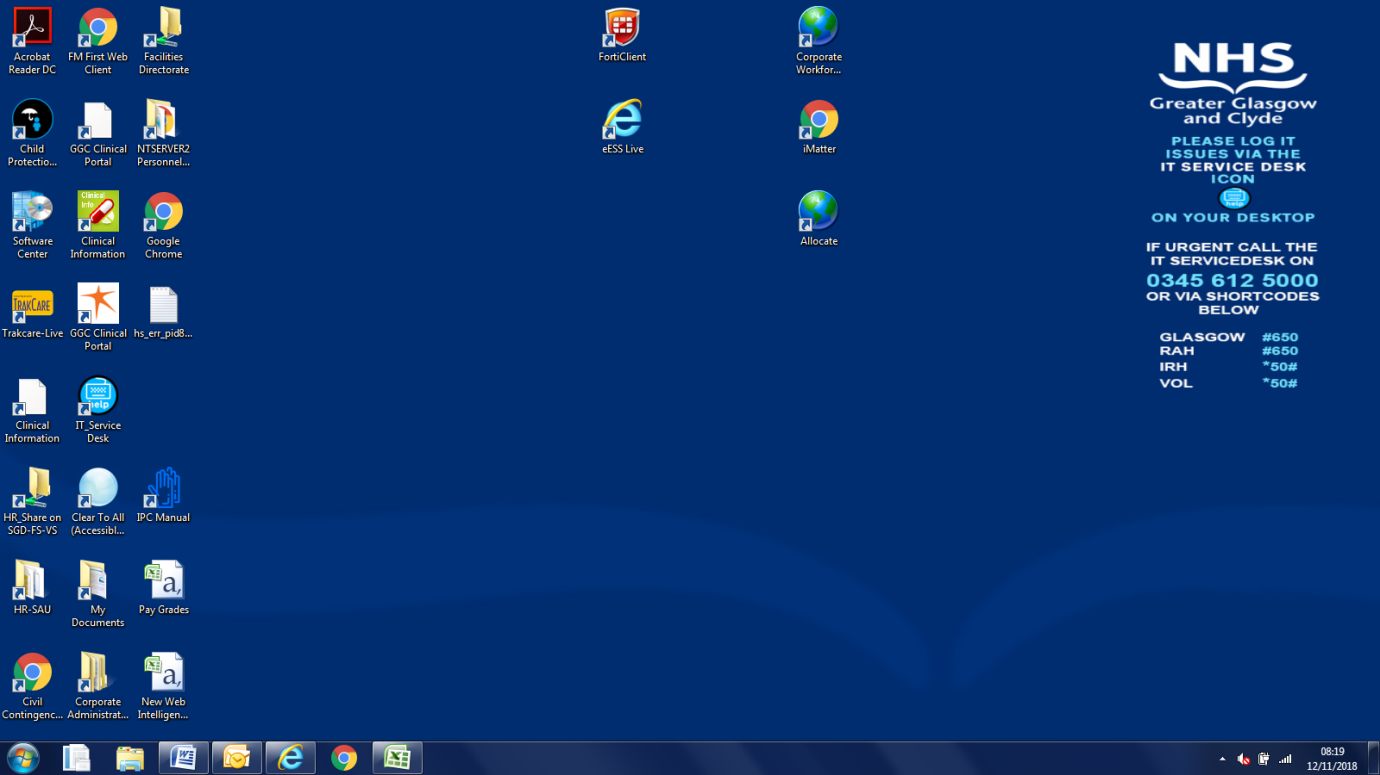 Acrobat
Reader DC
FM First Web
Client
Facilities
Directorate
FortiClient
Corporate
Workfor...
Child
Protectio...
GGC Clinical
Portal
NTSERVER2
Personnel...
eESS Live
iMatter
Software
Center
Clinical
Info
Clinical
Information
Google
Chrome
Allocate
TRAKCARE
Trakcare-Live
GGC Clinical
Portal
hs_err_pid8...
Clinical
Information
help
IT_Service
Desk
HR_Share on
SGD-FS-VS
Clear To All
(Accessibl...
IPC Manual
HR-SAU
My
Documents
a,
Pay Grades
Civil
Contingenc...
Corporate
Administrat...
a,
New Web
Intelligen...
NHS
Greater Glasgow
and Clyde
PLEASE LOG IT
ISSUES VIA THE
IT SERVICE DESK
ICON
help
ON YOUR DESKTOP
IF URGENT CALL THE
IT SERVICEDESK ON
0345 612 5000
OR VIA SHORTCODES
BELOW
GLASGOW #650
RAH #650
IRH *50#
VOL *50#
08:19
12/11/2018